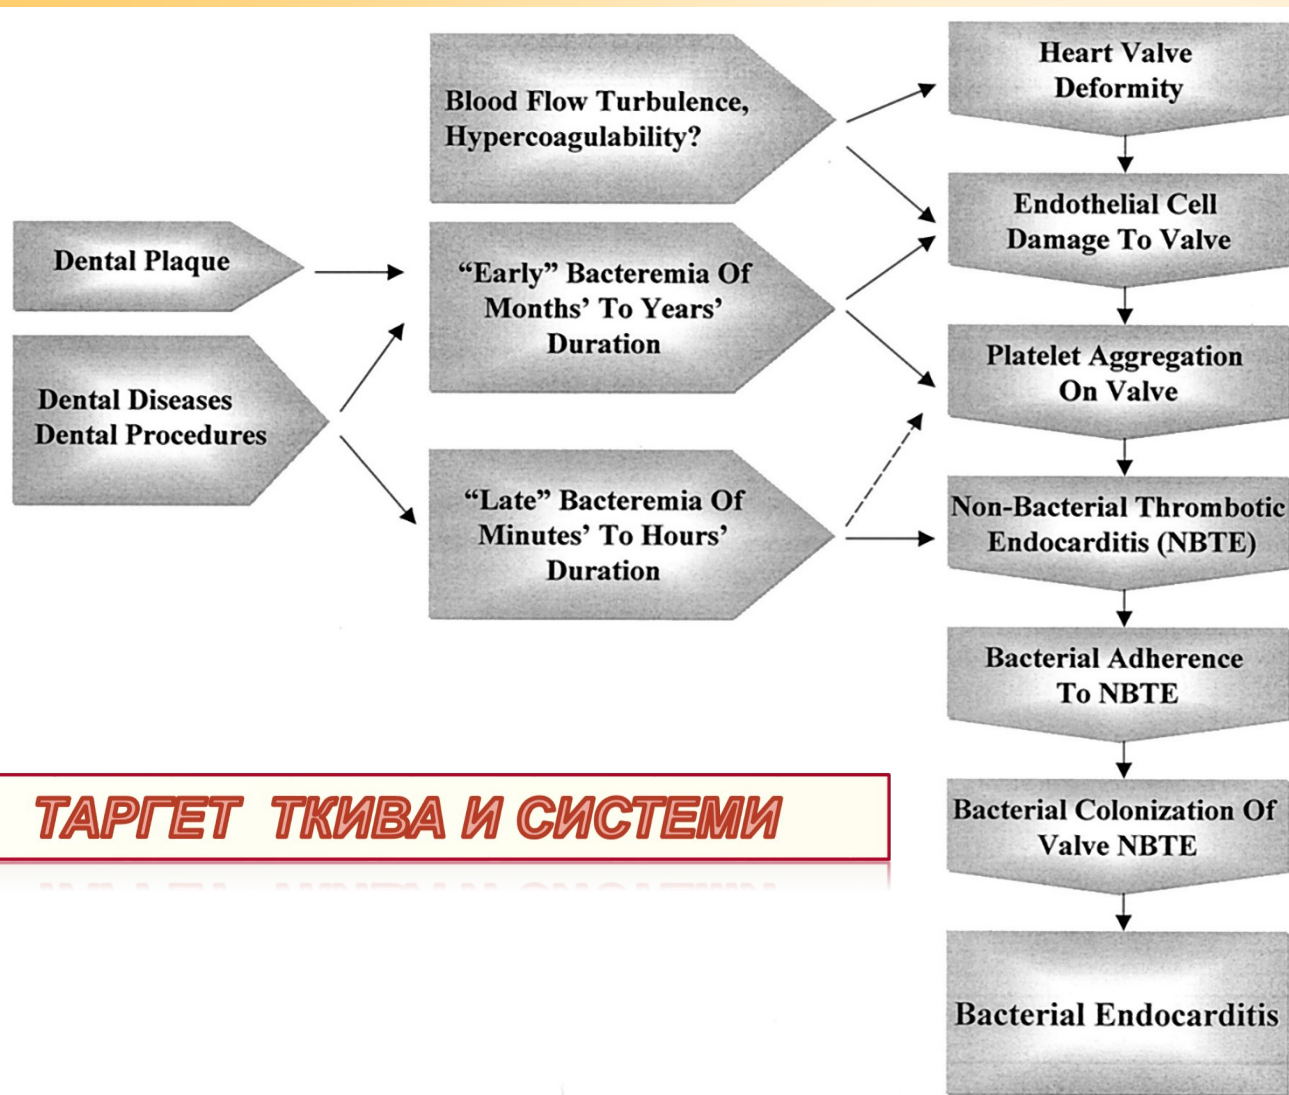 Dental Plaque
Dental Diseases
Dental Procedures
Blood Flow Turbulence,
Hypercoagulability?
“Early” Bacteremia Of
Months’ To Years’
Duration
“Late” Bacteremia Of
Minutes’ To Hours’
Duration
Heart Valve
Deformity
Endothelial Cell
Damage To Valve
Platelet Aggregation
On Valve
Non-Bacterial Thrombotic
Endocarditis (NBTE)
Bacterial Adherence
To NBTE
Bacterial Colonization Of
Valve NBTE
Bacterial Endocarditis
ТАРГЕТ ТКИВА И СИСТЕМИ